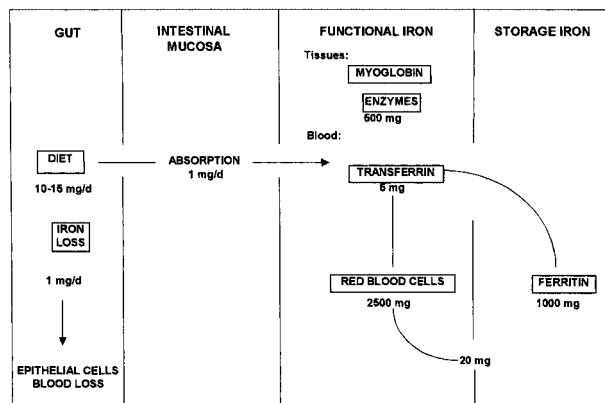 GUT
INTESTINAL
MUCOSA
FUNCTIONAL IRON
STORAGE IRON
Tissues:
MYOGLOBIN
ENZYMES
500 mg
Blood:
DIET
10-15 mg/d
ABSORPTION
1 mg/d
TRANSFERRIN
5 mg
IRON
LOSS
1 mg/d
RED BLOOD CELLS
2500 mg
FERRITIN
1000 mg
20 mg
EPITHELIAL CELLS
BLOOD LOSS